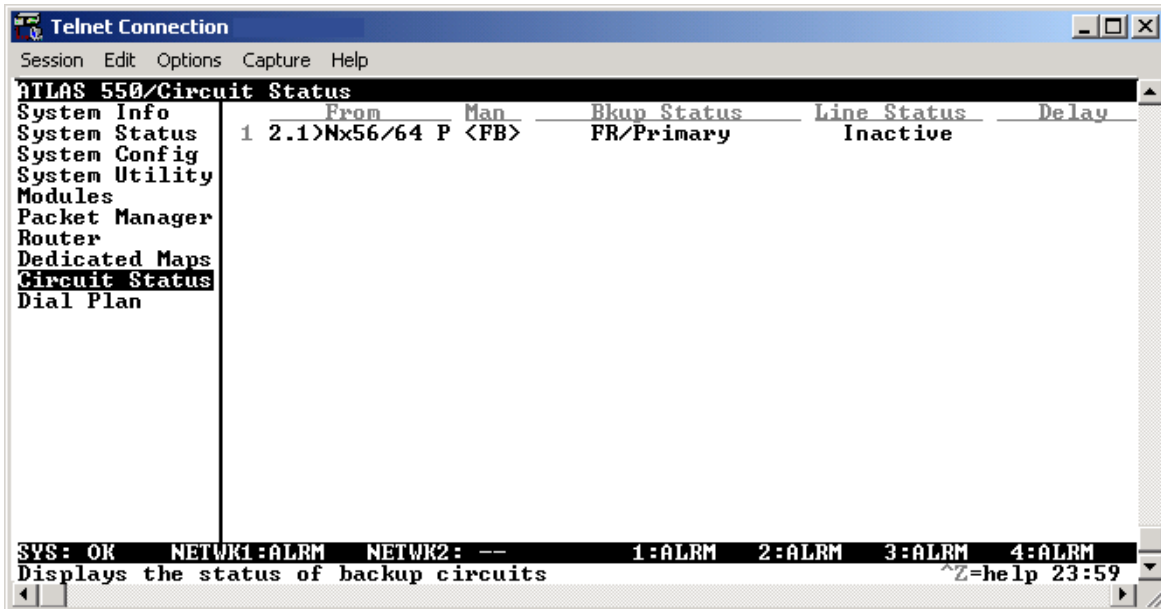 Telnet Connection
Session Edit Options Capture Help
ATLAS 550/Circuit Status
System Info From Man Bkup Status Line Status Delay
System Status 1 2.1)Nx56/64 P <FB> FR/Primary Inactive
System Config
System Utility
Modules
Packet Manager
Router
Dedicated Maps
Circuit Status
Dial Plan
SYS: OK NETWK1:ALRM NETWK2: -- 1:ALRM 2:ALRM 3:ALRM 4:ALRM
Displays the status of backup circuits ^Z=help 23:59